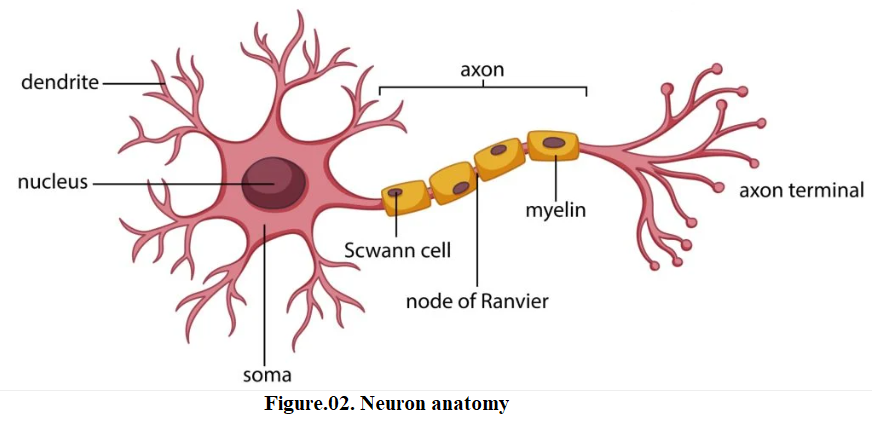 axon
dendrite
nucleus
axon terminal
myelin
Scwann cell
node of Ranvier
soma
Figure.02. Neuron anatomy